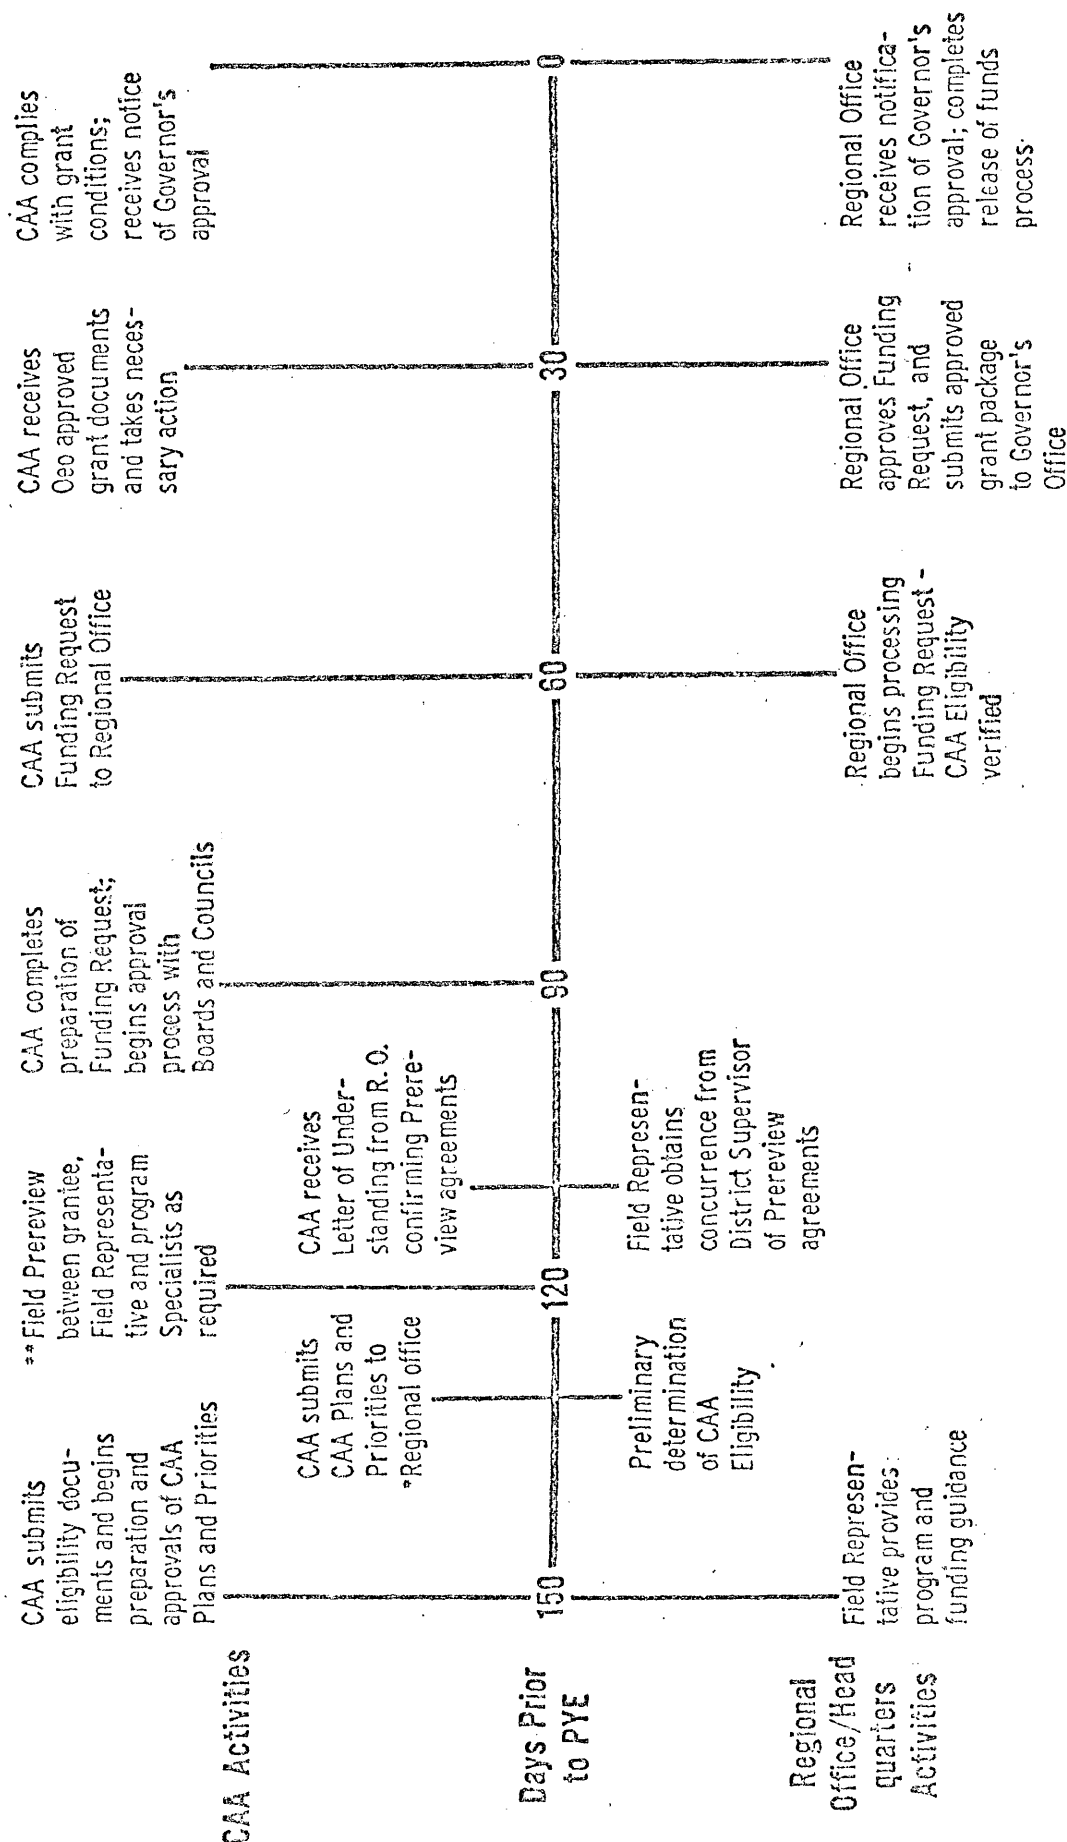 CAA Activities
CAA submits
eligibility docu-
ments and begins
preparation and
approvals of CAA
Plans and Priorities
**Field Prereview
between grantee,
Field Representa-
tive and program
Specialists as
required
CAA completes
preparation of
Funding Request;
begins approval
process with
Boards and Councils
CAA submits
Funding Request
to Regional Office
CAA receives
Oeo approved
grant documents
and takes neces-
sary action
CAA complies
with grant
conditions;
receives notice
of Governor's
approval
CAA submits
CAA Plans and
Priorities to
*Regional office
CAA receives
Letter of Under-
standing from R.O.
confirming Prere-
view agreements
Days Prior
to PYE
150
120
90
60
30
0
Preliminary
determination
of CAA
Eligibility
Field Represen-
tative obtains
concurrence from
District Supervisor
of Prereview
agreements
Regional
Office/Head
quarters
Activities
Field Represen-
tative provides
program and
funding guidance
Regional Office
begins processing
Funding Request -
CAA Eligibility
verified
Regional Office
approves Funding
Request, and
submits approved
grant package
to Governor's
Office
Regional Office
receives notifica-
tion of Governor's
approval; completes
release of funds
process